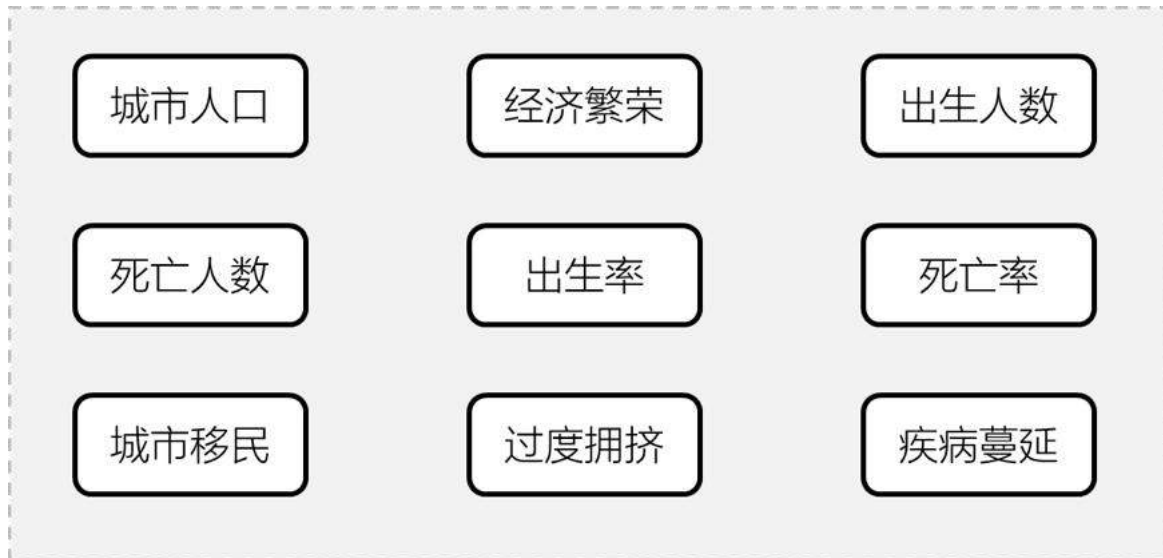 城市人口
经济繁荣
出生人数
死亡人数
出生率
死亡率
城市移民
过度拥挤
疾病蔓延